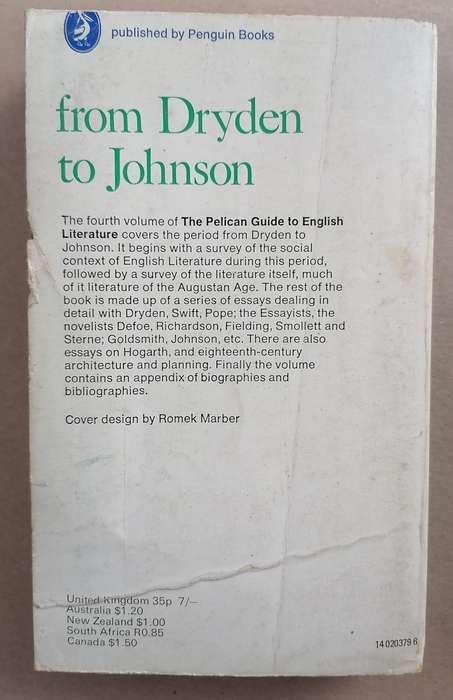 published by Penguin Books
from Dryden
to Johnson
The fourth volume of The Pelican Guide to English
Literature covers the period from Dryden to
Johnson. It begins with a survey of the social
context of English Literature during this period,
followed by a survey of the literature itself, much
of it literature of the Augustan Age. The rest of the
book is made up of a series of essays dealing in
detail with Dryden, Swift, Pope; the Essayists, the
novelists Defoe, Richardson, Fielding, Smollett and
Sterne; Goldsmith, Johnson, etc. There are also
essays on Hogarth, and eighteenth-century
architecture and planning. Finally the volume
contains an appendix of biographies and
bibliographies.
Cover design by Romek Marber
United Kingdom 35p 7/–
Australia $1.20
New Zealand $1.00
South Africa R0.85
Canada $1.50
14 020379 6